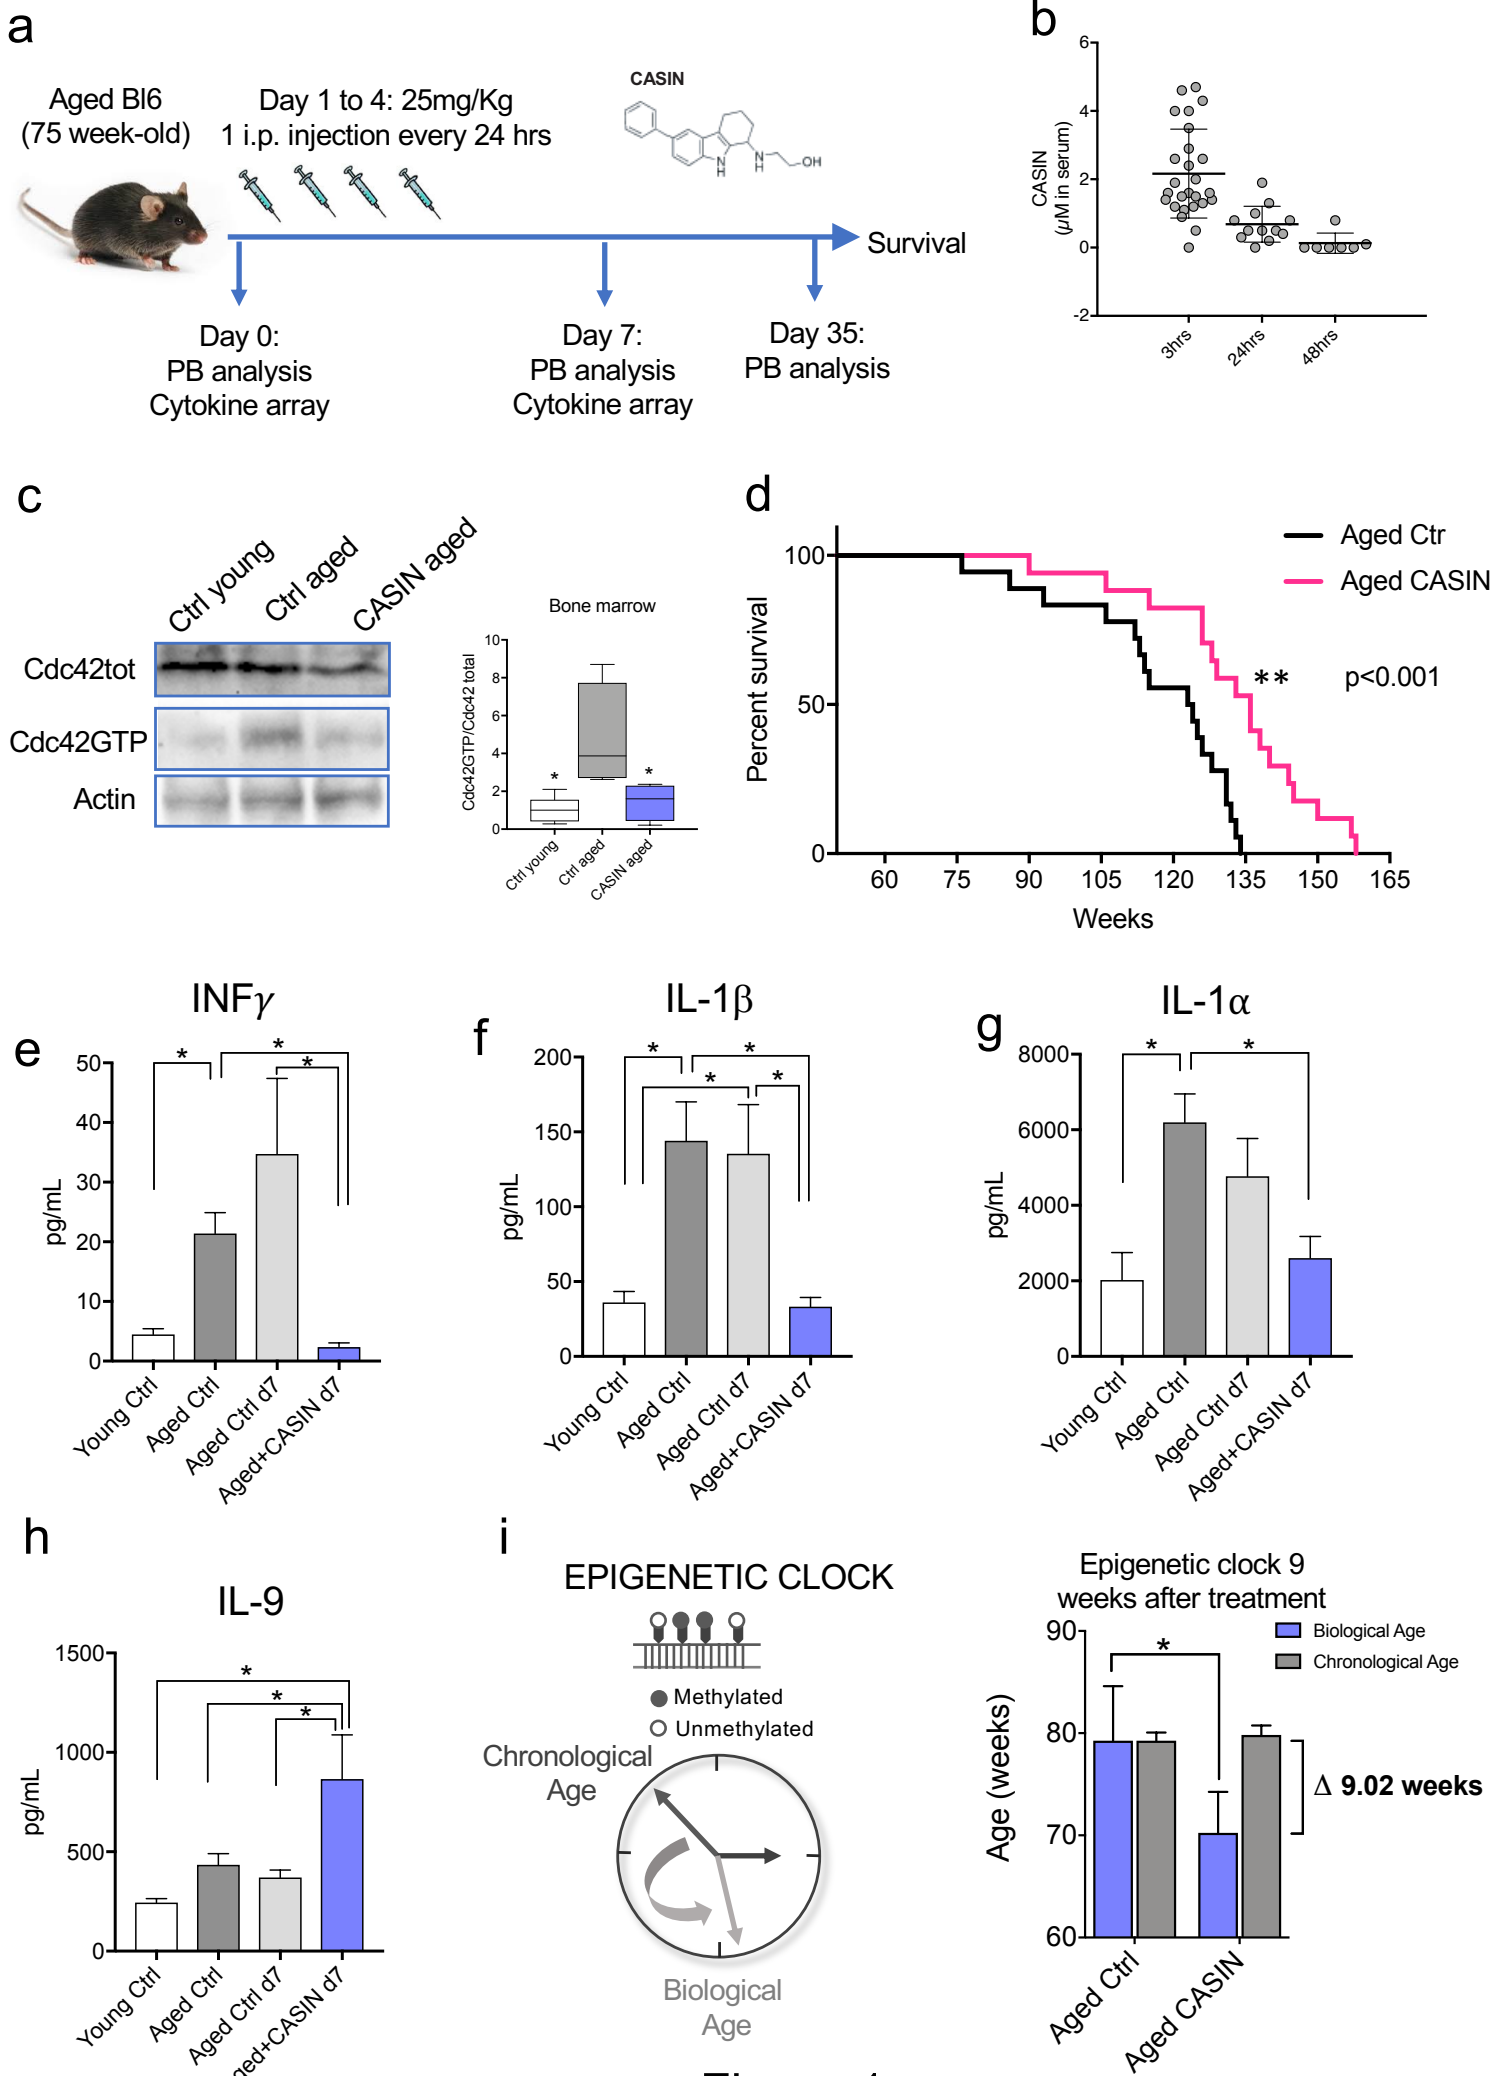 a
Aged Bl6
(75 week-old)
Day 1 to 4: 25mg/Kg
1 i.p. injection every 24 hrs
CASIN
N
H
N
H
OH
Survival
Day 0:
PB analysis
Cytokine array
Day 7:
PB analysis
Cytokine array
Day 35:
PB analysis
b
CASIN
(µM in serum)
6
4
2
0
-2
3hrs
24hrs
48hrs
c
Ctrl young
Ctrl aged
CASIN aged
Cdc42tot
Cdc42GTP
Actin
Bone marrow
Cdc42GTP/Cdc42 total
10
8
6
4
2
0
*
*
Ctrl young
Ctrl aged
CASIN aged
d
Percent survival
100
50
0
60 75 90 105 120 135 150 165
Weeks
Aged Ctr
Aged CASIN
** p<0.001
e
INFγ
pg/mL
50
40
30
20
10
0
* * *
Young Ctrl
Aged Ctrl
Aged Ctrl d7
Aged+CASIN d7
f
IL-1β
pg/mL
200
150
100
50
0
* * * *
Young Ctrl
Aged Ctrl
Aged Ctrl d7
Aged+CASIN d7
g
IL-1α
pg/mL
8000
6000
4000
2000
0
* *
Young Ctrl
Aged Ctrl
Aged Ctrl d7
Aged+CASIN d7
h
IL-9
pg/mL
1500
1000
500
0
*
*
*
Young Ctrl
Aged Ctrl
Aged Ctrl d7
i
EPIGENETIC CLOCK
Methylated
Unmethylated
Chronological
Age
Biological
Age
Epigenetic clock 9
weeks after treatment
Biological Age
Chronological Age
Age (weeks)
90
80
70
60
*
Δ 9.02 weeks
Aged Ctrl
Aged CASIN